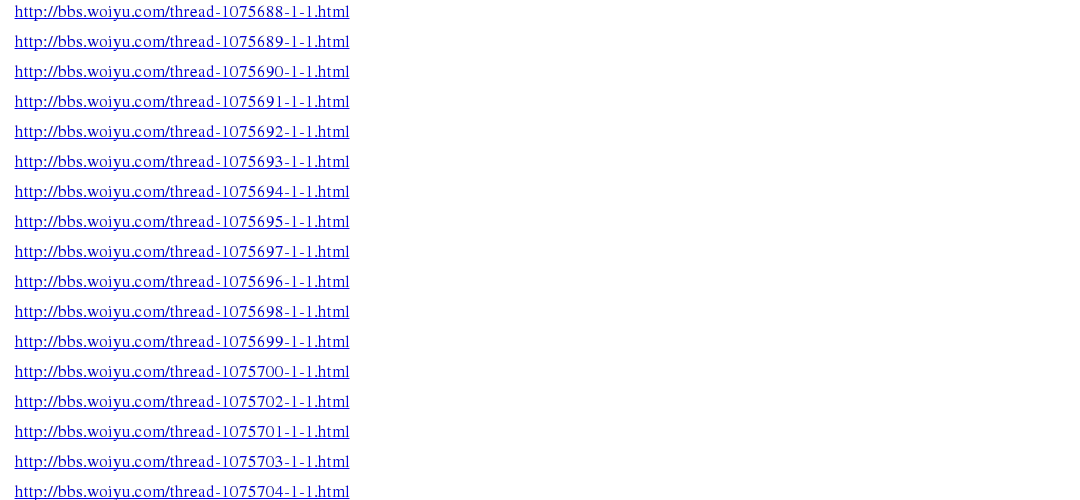 http://bbs.woiyu.com/thread-1075688-1-1.html
http://bbs.woiyu.com/thread-1075689-1-1.html
http://bbs.woiyu.com/thread-1075690-1-1.html
http://bbs.woiyu.com/thread-1075691-1-1.html
http://bbs.woiyu.com/thread-1075692-1-1.html
http://bbs.woiyu.com/thread-1075693-1-1.html
http://bbs.woiyu.com/thread-1075694-1-1.html
http://bbs.woiyu.com/thread-1075695-1-1.html
http://bbs.woiyu.com/thread-1075697-1-1.html
http://bbs.woiyu.com/thread-1075696-1-1.html
http://bbs.woiyu.com/thread-1075698-1-1.html
http://bbs.woiyu.com/thread-1075699-1-1.html
http://bbs.woiyu.com/thread-1075700-1-1.html
http://bbs.woiyu.com/thread-1075702-1-1.html
http://bbs.woiyu.com/thread-1075701-1-1.html
http://bbs.woiyu.com/thread-1075703-1-1.html
http://bbs.woiyu.com/thread-1075704-1-1.html